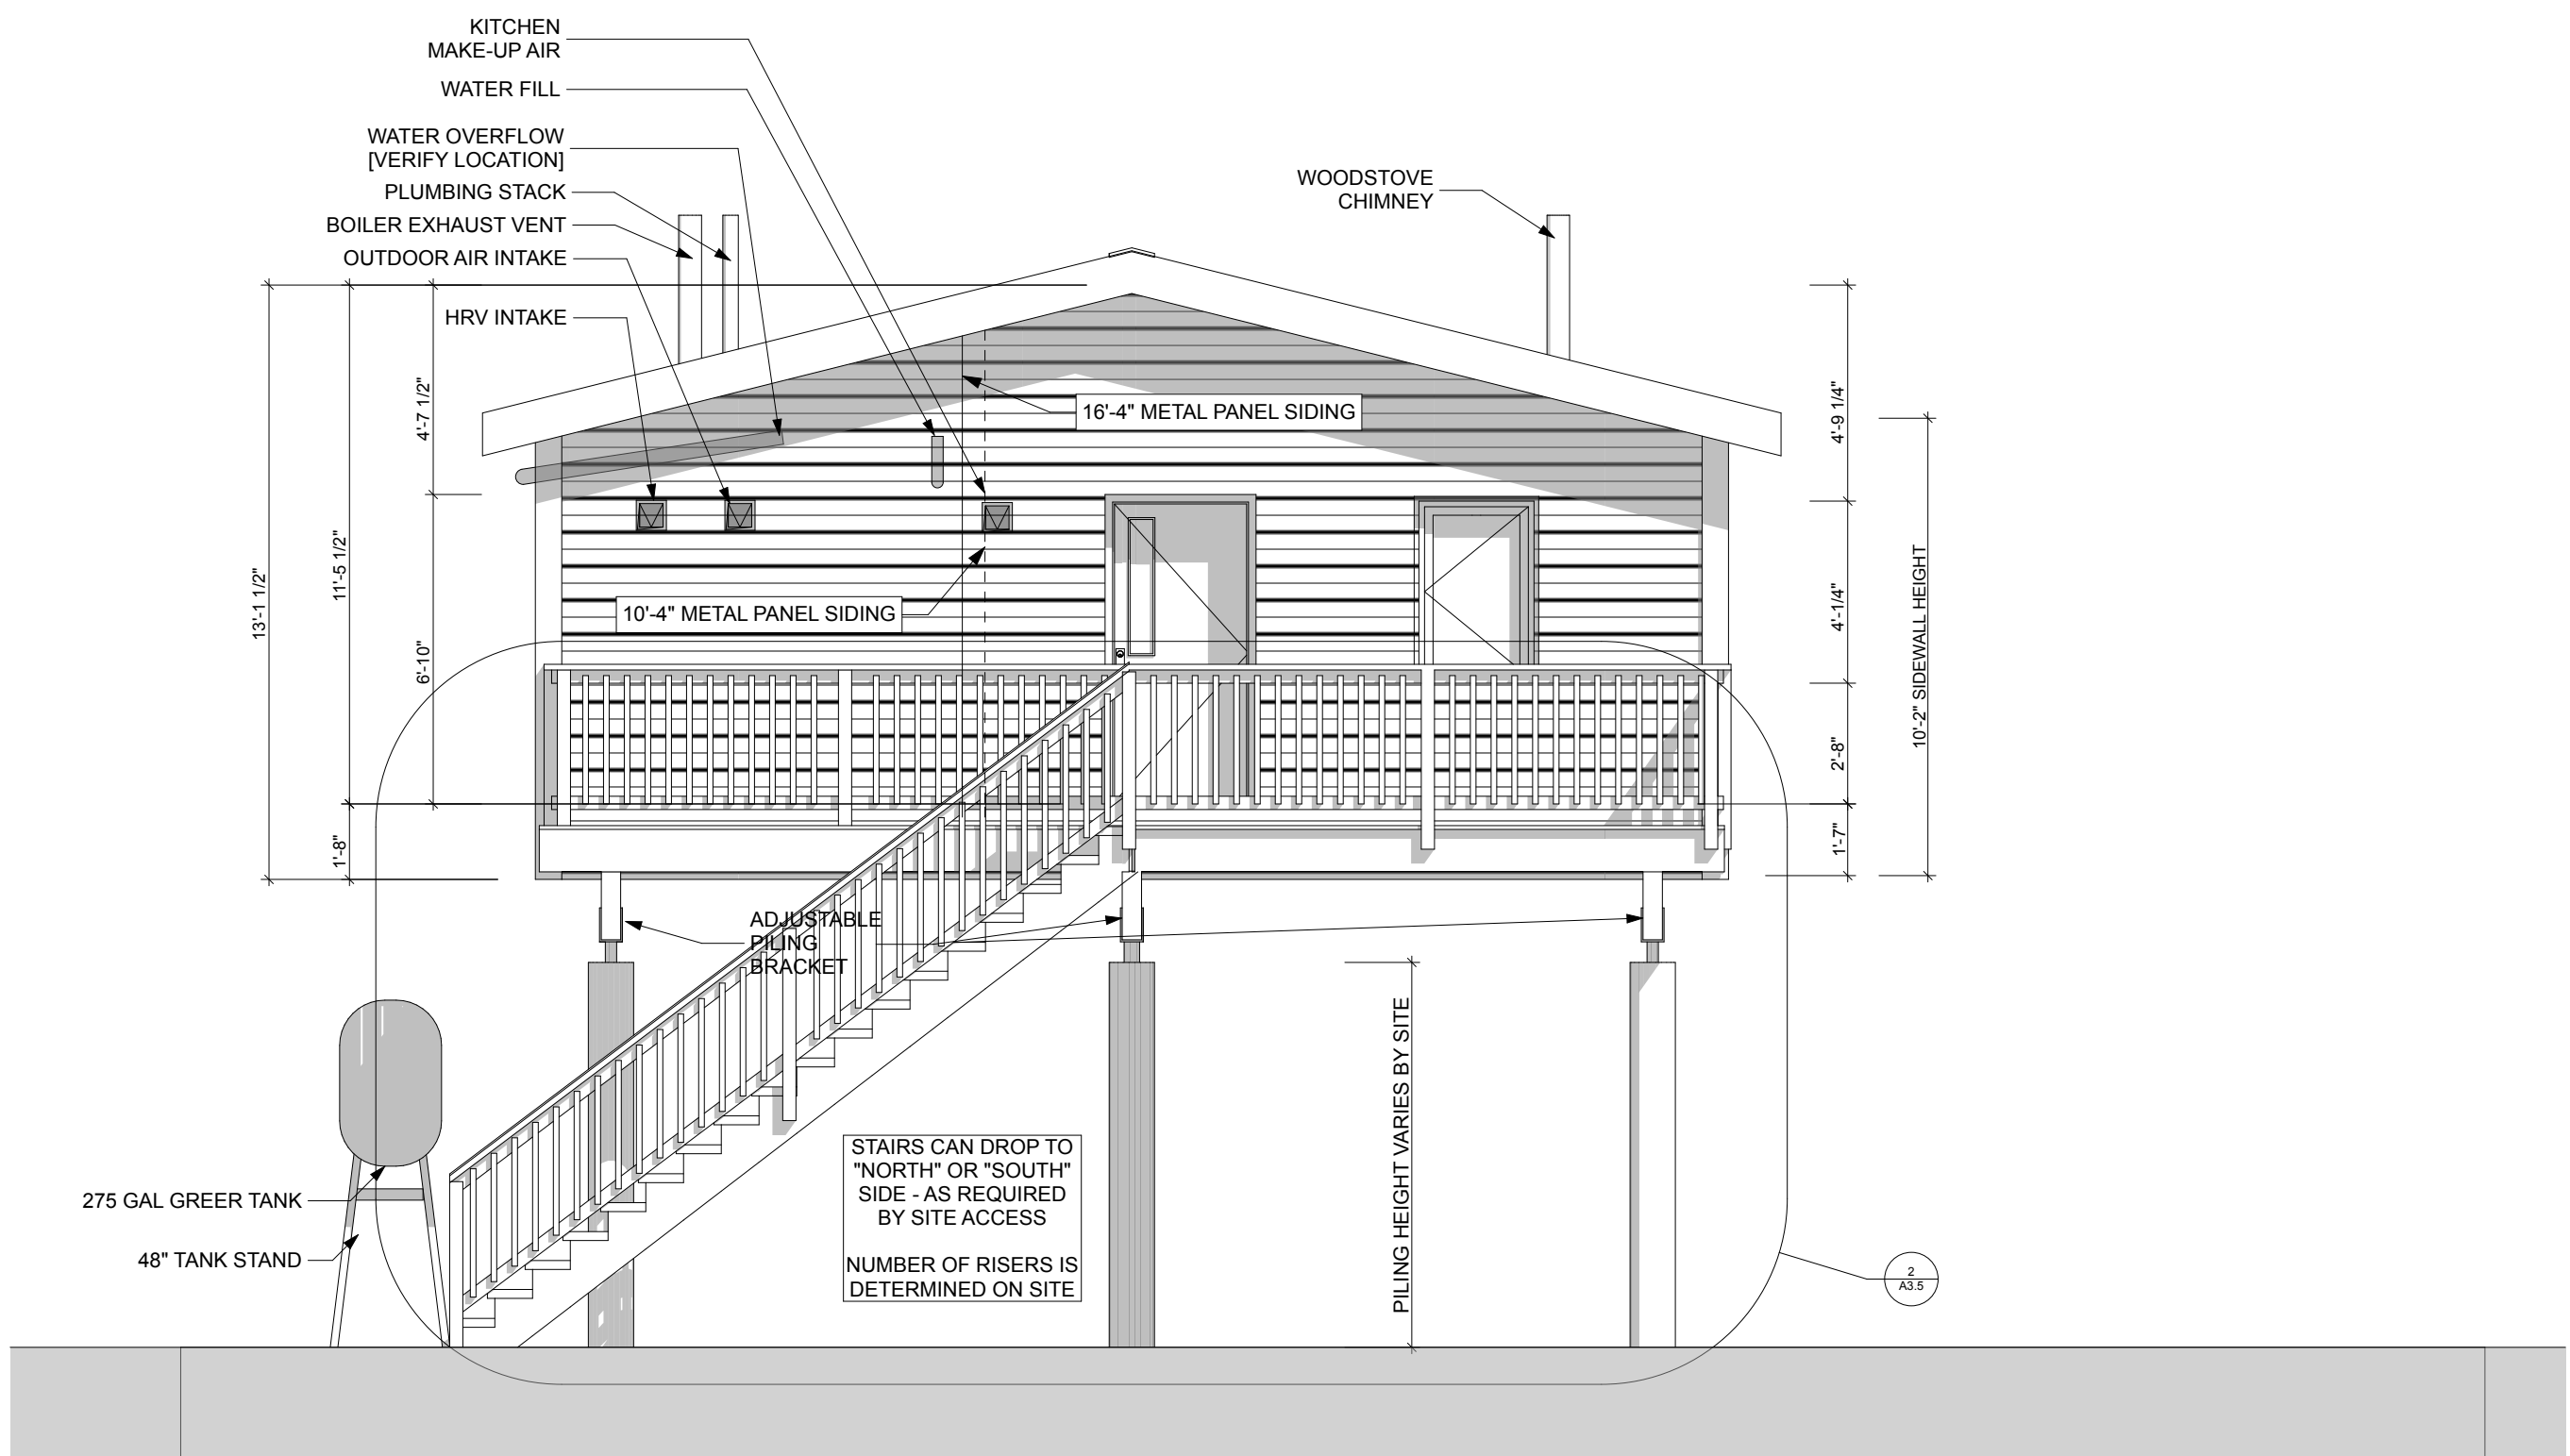 KITCHEN
MAKE-UP AIR
WATER FILL
WATER OVERFLOW
[VERIFY LOCATION]
PLUMBING STACK
BOILER EXHAUST VENT
OUTDOOR AIR INTAKE
HRV INTAKE
WOODSTOVE
CHIMNEY
16'-4" METAL PANEL SIDING
10'-4" METAL PANEL SIDING
13'-1 1/2"
11'-5 1/2"
1'-8"
4'-7 1/2"
6'-10"
4'-9 1/4"
4'-1/4"
2'-8"
1'-7"
10'-2" SIDEWALL HEIGHT
ADJUSTABLE
PILING
BRACKET
PILING HEIGHT VARIES BY SITE
STAIRS CAN DROP TO
"NORTH" OR "SOUTH"
SIDE - AS REQUIRED
BY SITE ACCESS
NUMBER OF RISERS IS
DETERMINED ON SITE
275 GAL GREER TANK
48" TANK STAND
2
A3.5